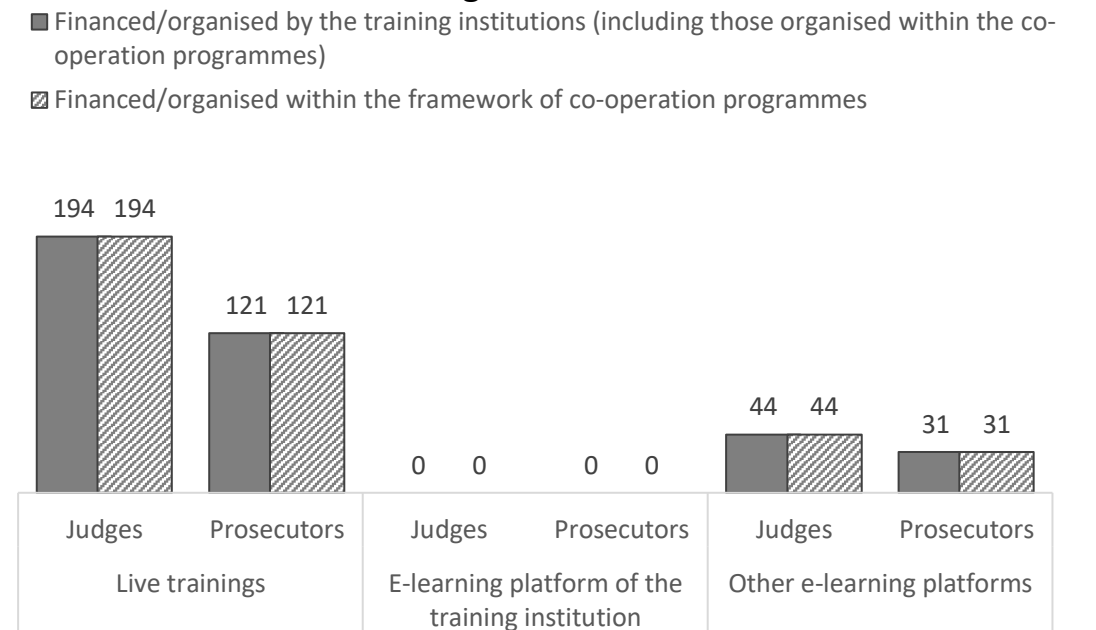 Financed/organised by the training institutions (including those organised within the co-
operation programmes)
Financed/organised within the framework of co-operation programmes
194 194
121 121
0 0
0 0
44 44
31 31
Judges Prosecutors Judges Prosecutors Judges Prosecutors
Live trainings E-learning platform of the Other e-learning platforms
training institution